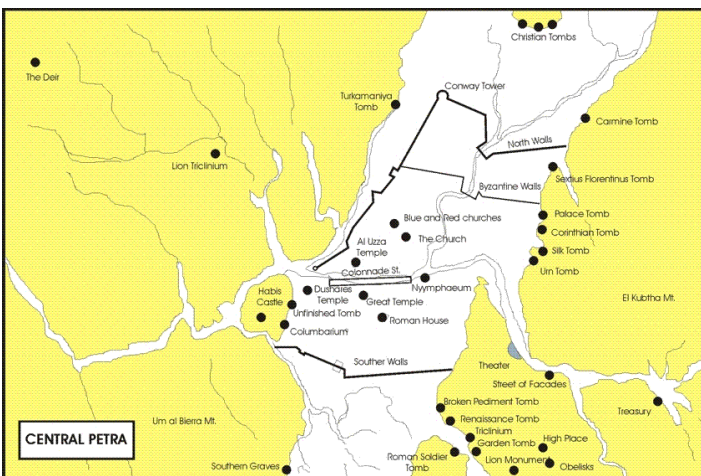 Christian Tombs
The Deir
Conway Tower
Turkamaniya
Tomb
Carmine Tomb
North Walls
Lion Triclinium
Sextius Florentinus Tomb
Byzantine Walls
Palace Tomb
Blue and Red churches
Corinthian Tomb
The Church
Al Uzza
Temple
Silk Tomb
Urn Tomb
Colonnade St.
Nyymphaeum
Habis
Castle
Dushares
Temple
Great Temple
El Kubtha Mt.
Unfinished Tomb
Roman House
Columbarium
Souther Walls
Theater
Street of Facades
Broken Pediment Tomb
Treasury
Um al Bierra Mt.
Renaissance Tomb
Triclinium
High Place
Garden Tomb
CENTRAL PETRA
Roman Soldier
Tomb
Lion Monument
Obelisks
Southern Graves